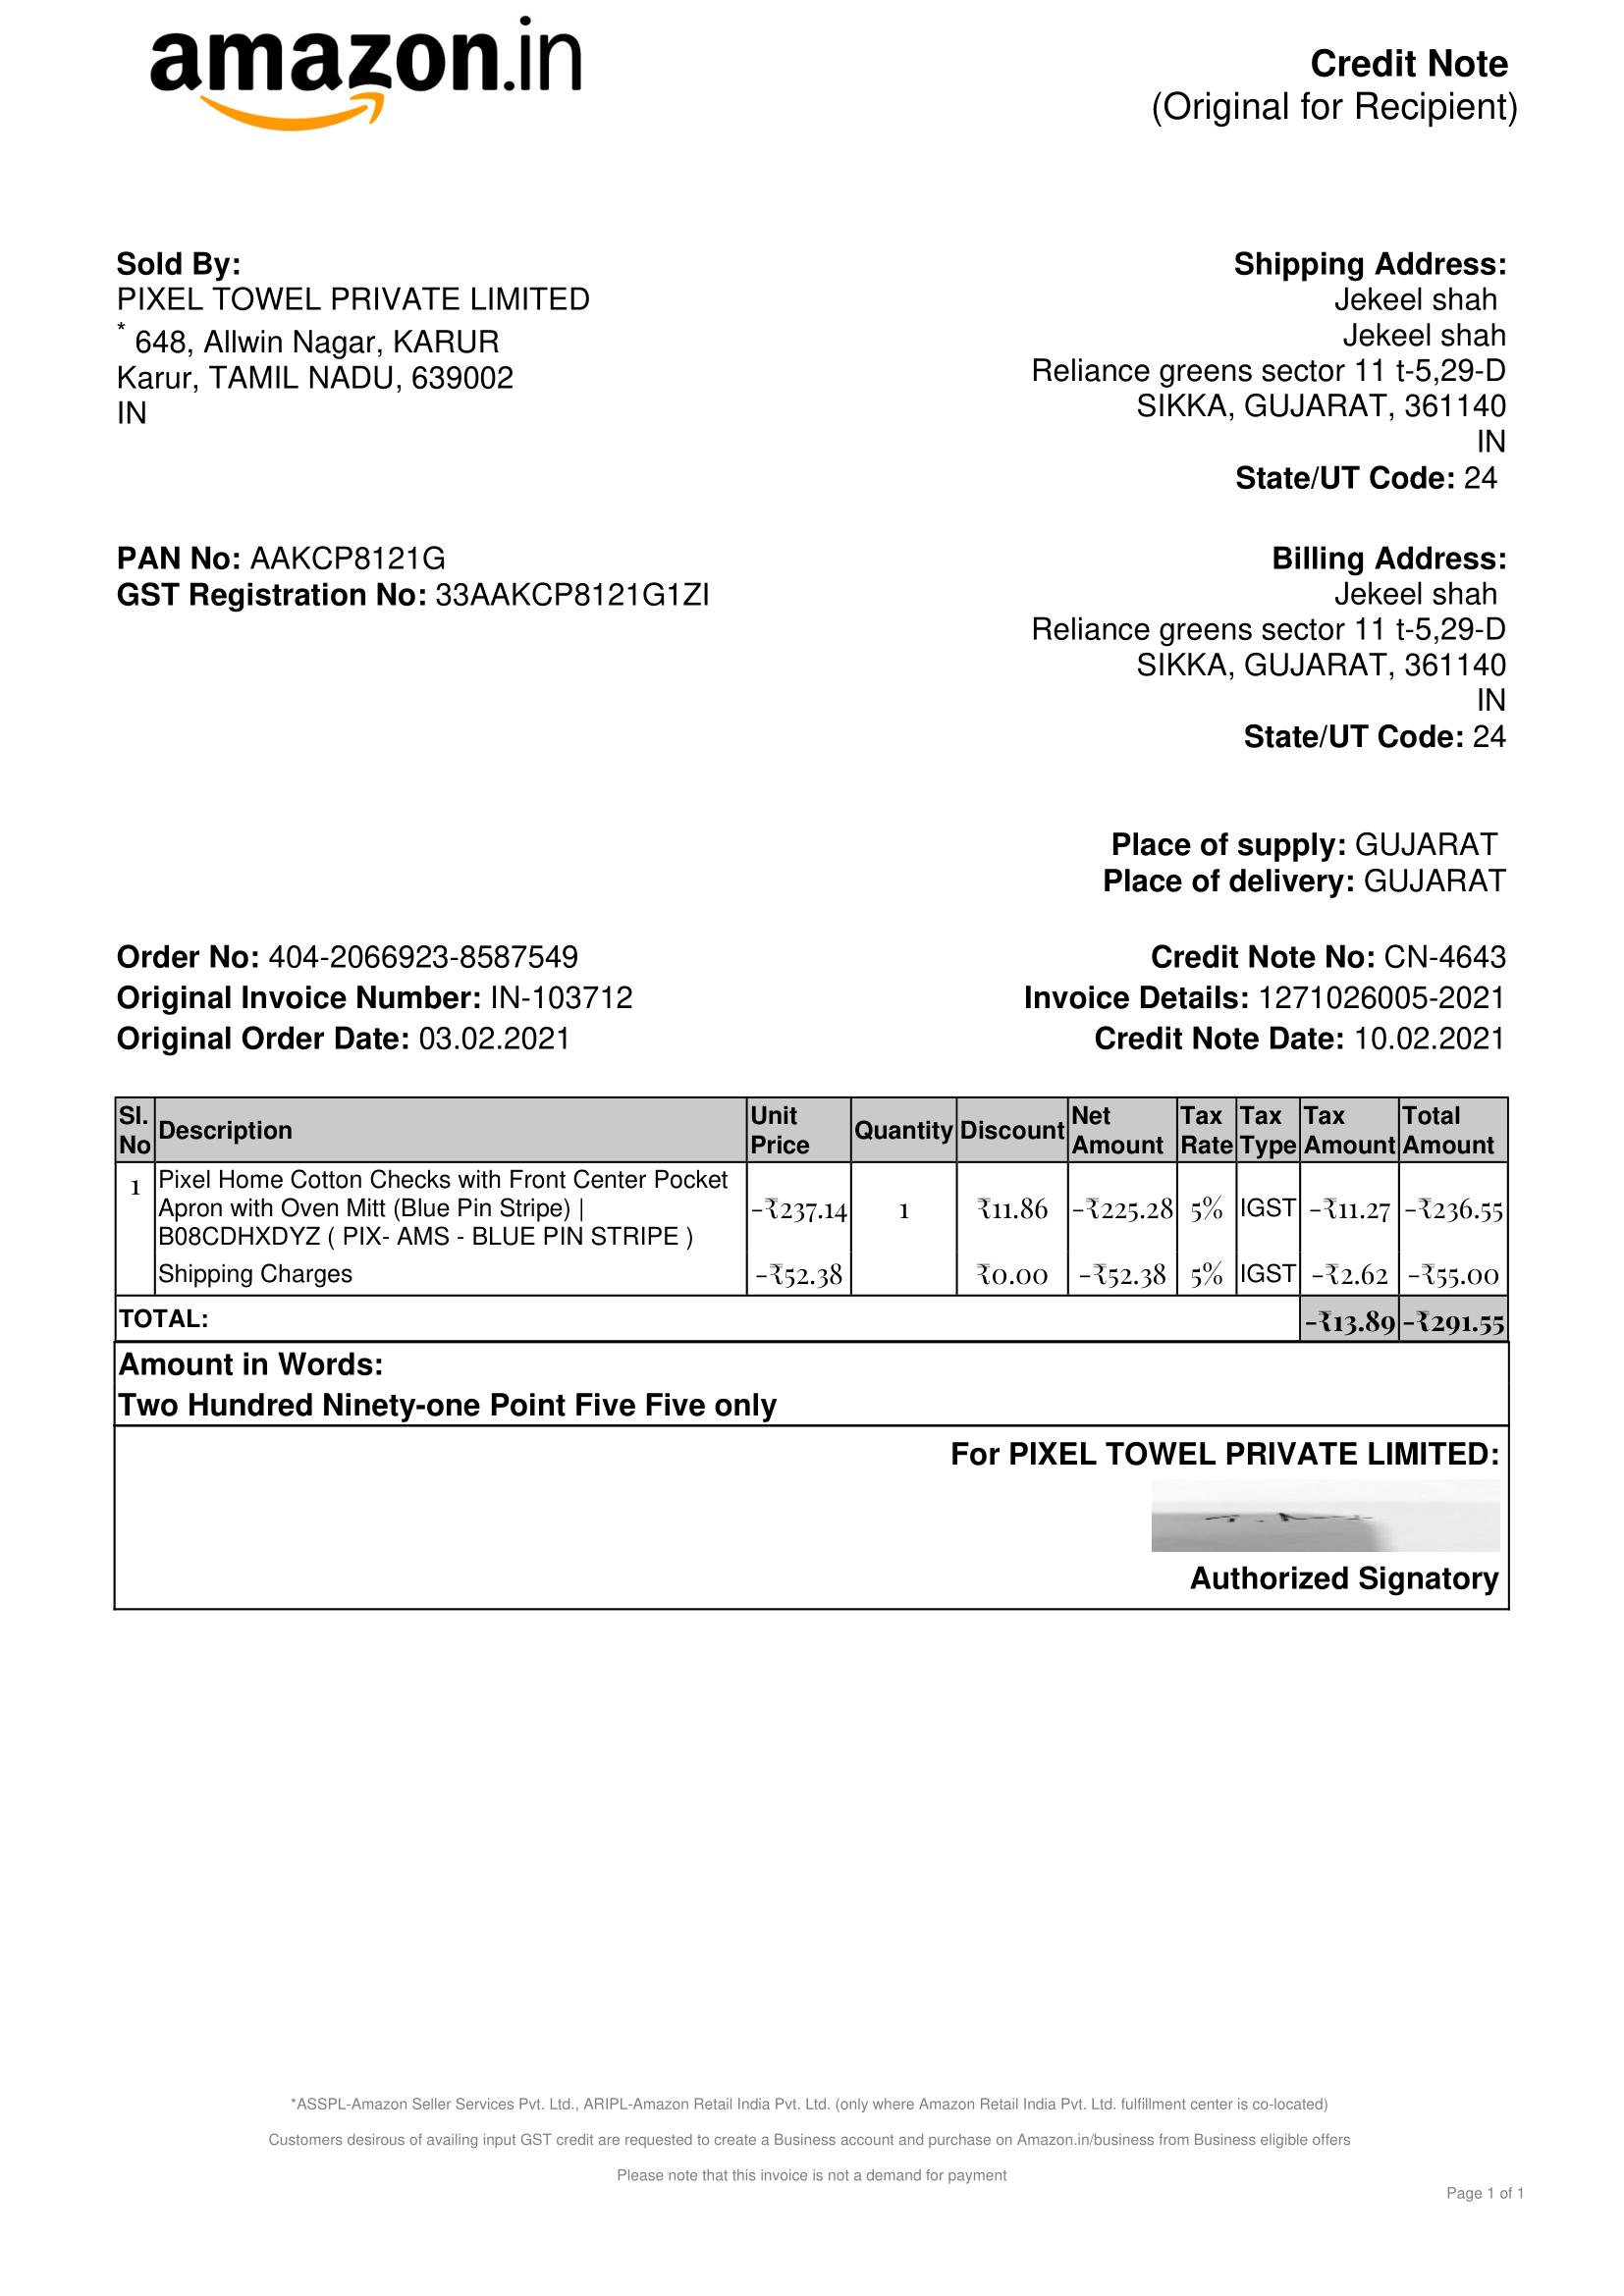 amazon.in
Credit Note
(Original for Recipient)
Sold By:
PIXEL TOWEL PRIVATE LIMITED
* 648, Allwin Nagar, KARUR
Karur, TAMIL NADU, 639002
IN
Shipping Address:
Jekeel shah
Jekeel shah
Reliance greens sector 11 t-5,29-D
SIKKA, GUJARAT, 361140
IN
State/UT Code: 24
PAN No: AAKCP8121G
GST Registration No: 33AAKCP8121G1ZI
Billing Address:
Jekeel shah
Reliance greens sector 11 t-5,29-D
SIKKA, GUJARAT, 361140
IN
State/UT Code: 24
Place of supply: GUJARAT
Place of delivery: GUJARAT
Order No: 404-2066923-8587549
Original Invoice Number: IN-103712
Original Order Date: 03.02.2021
Credit Note No: CN-4643
Invoice Details: 1271026005-2021
Credit Note Date: 10.02.2021
Sl. No Description Unit Price Quantity Discount Net Amount Tax Rate Tax Type Tax Amount Total Amount
1 Pixel Home Cotton Checks with Front Center Pocket
Apron with Oven Mitt (Blue Pin Stripe) | -₹237.14 1 ₹11.86 -₹225.28 5% IGST -₹11.27 -₹236.55
B08CDHXDYZ ( PIX- AMS - BLUE PIN STRIPE )
Shipping Charges -₹52.38 ₹0.00 -₹52.38 5% IGST -₹2.62 -₹55.00
TOTAL: -₹13.89 -₹291.55
Amount in Words:
Two Hundred Ninety-one Point Five Five only
For PIXEL TOWEL PRIVATE LIMITED:
Authorized Signatory
*ASSPL-Amazon Seller Services Pvt. Ltd., ARIPL-Amazon Retail India Pvt. Ltd. (only where Amazon Retail India Pvt. Ltd. fulfillment center is co-located)
Customers desirous of availing input GST credit are requested to create a Business account and purchase on Amazon.in/business from Business eligible offers
Please note that this invoice is not a demand for payment
Page 1 of 1